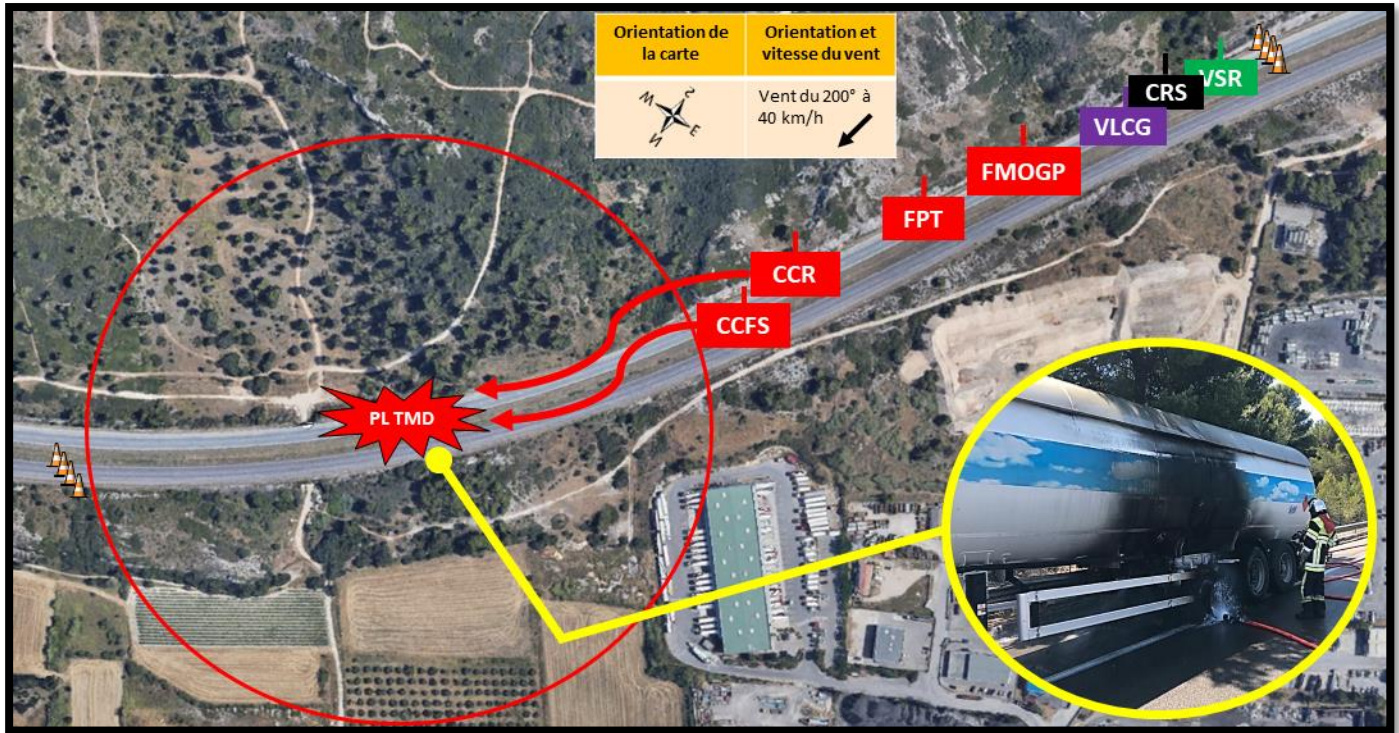 Orientation de
la carte
Orientation et
vitesse du vent
S
M
E
N
Vent du 200° à
40 km/h
VSR
CRS
VLCG
FMOGP
FPT
CCR
CCFS
PL TMD